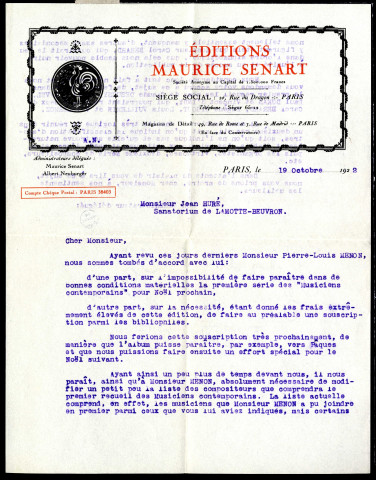 ÉDITIONS
MAURICE SENART
Société Anonyme au Capital de 1.800.000 Francs
SIÈGE SOCIAL, Rue du Dragon — PARIS
Téléphone :
Magasin de Détail : 49, Rue de Rome et 7, Rue de Madrid — PARIS
(En face du Conservatoire)
A.N.
Administrateurs Délégués :
Maurice Senart
Albert Neuburger
PARIS, le 19 Octobre 1922
Compte Chèque Postal : PARIS
Monsieur Jean HURÉ,
Sanatorium de LAMOTTE-BEUVRON.
Cher Monsieur,
Ayant revu ces jours derniers Monsieur Pierre-Louis MENON,
nous sommes tombés d'accord avec lui:
d'une part, sur l'impossibilité de faire paraître dans de
bonnes conditions matérielles la première série des "Musiciens
contemporains" pour Noël prochain,
d'autre part, sur la nécessité, étant donné les frais extrê-
mement élevés de cette édition, de faire au préalable une souscrip-
tion parmi les bibliophiles.
Nous ferions cette souscription très prochainement, de
manière que l'album puisse paraître, par exemple, vers Pâques
et que nous puissions faire ensuite un effort spécial pour le
Noël suivant.
Ayant ainsi un peu plus de temps devant nous, il nous
paraît, ainsi qu'à Monsieur MENON, absolument nécessaire de modi-
fier un petit peu la liste des compositeurs que comprendra le
premier recueil des Musiciens contemporains. La liste actuelle
comprend, en effet, les musiciens que Monsieur MENON a pu joindre
en premier parmi ceux que vous lui aviez indiqués, mais certains